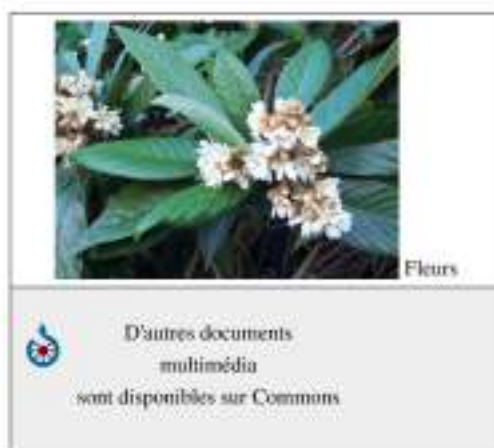 Fleurs
D'autres documents
multimédia
sont disponibles sur Commons